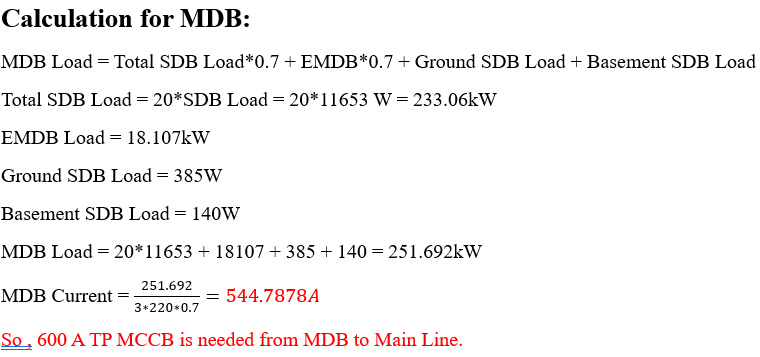 Calculation for MDB:
MDB Load = Total SDB Load*0.7 + EMDB*0.7 + Ground SDB Load + Basement SDB Load
Total SDB Load = 20*SDB Load = 20*11653 W = 233.06kW
EMDB Load = 18.107kW
Ground SDB Load = 385W
Basement SDB Load = 140W
MDB Load = 20*11653 + 18107 + 385 + 140 = 251.692kW
MDB Current = 251.692 / 3*220*0.7 = 544.7878A
So , 600 A TP MCCB is needed from MDB to Main Line.